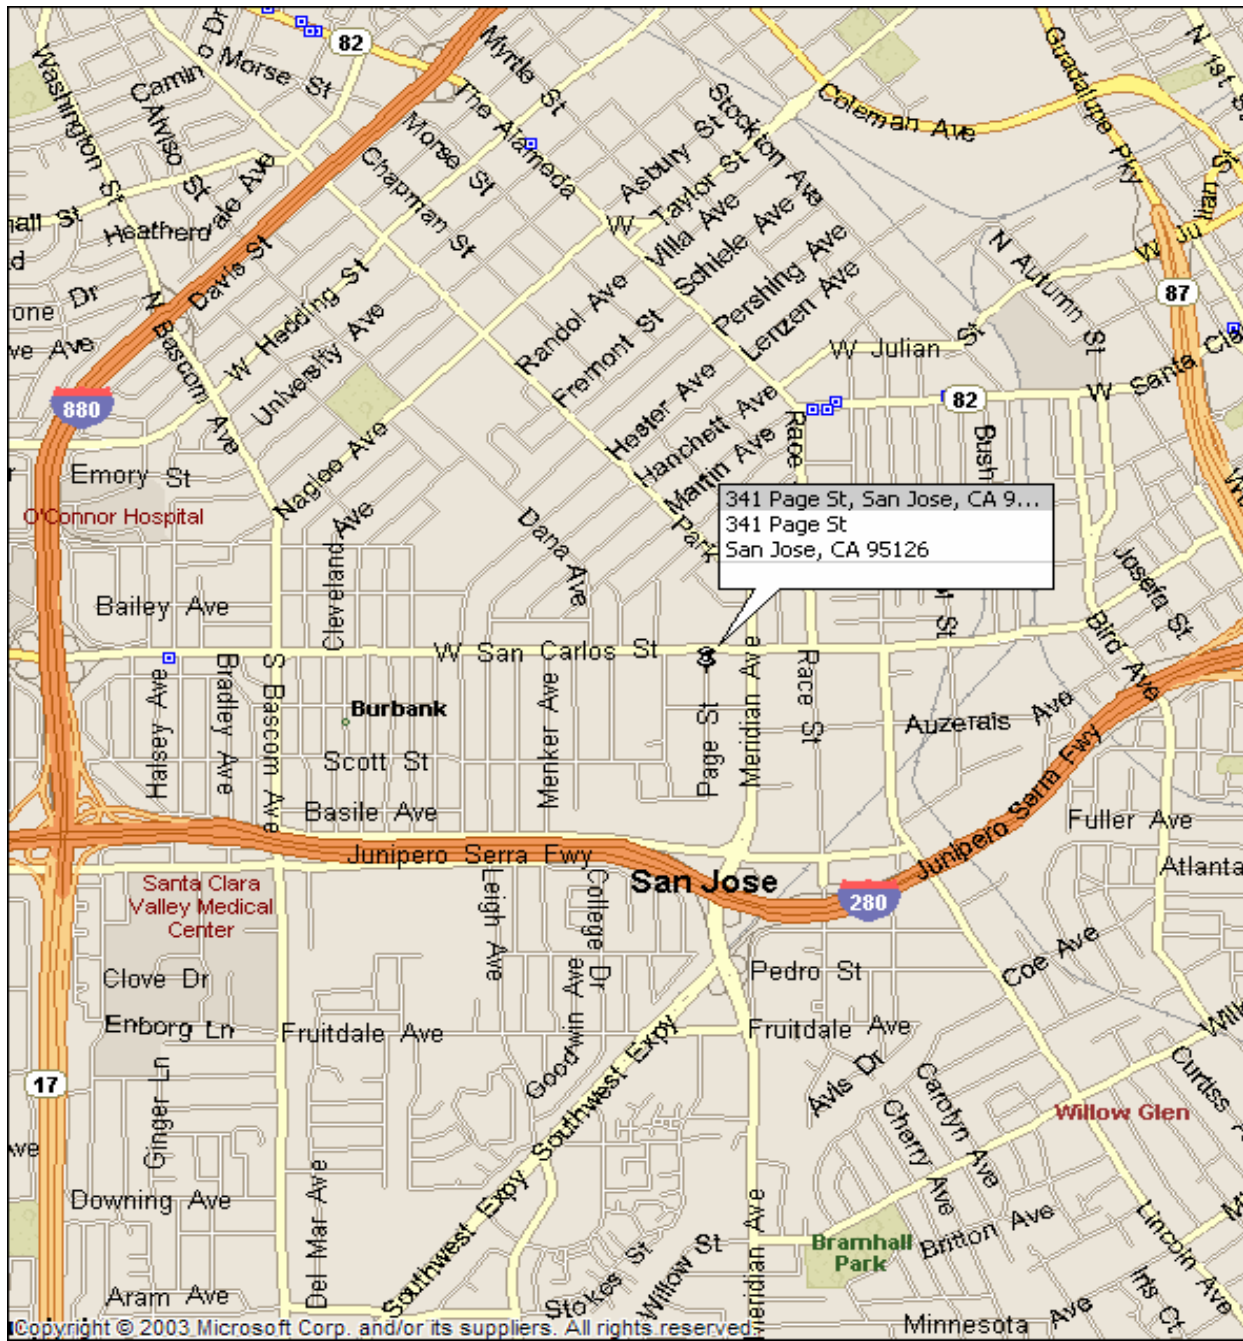 82
Camino Dr
Morse St
Washington St
Alviso St
Myrtle St
The Alameda
Stockton Ave
Coleman Ave
Guadalupe Pky
N 1st S
Morse St
Chapman St
Asbury St
W Taylor St
Villa Ave
Schiele Ave
Pershing Ave
Lenzen Ave
N Autumn St
W Julian St
87
Heatherdale Ave
Davis St
N Bascom Ave
W Hedding St
University Ave
Randol Ave
Fremont St
W Julian St
W Santa Cla
one Dr
ve Ave
880
Hester Ave
Hanchett Ave
Martin Ave
Race
82
Bush
Emory St
Naglee Ave
O'Connor Hospital
Cleveland Ave
Dana Ave
Park
341 Page St, San Jose, CA 9...
341 Page St
San Jose, CA 95126
Josefa St
Bird Ave
Bailey Ave
W San Carlos St
Halsey Ave
Bradley Ave
S Bascom Ave
Burbank
Menker Ave
Page St
Meridian Ave
Race St
Auzerais Ave
Scott St
Basile Ave
Junipero Serra Fwy
Junipero Serra Fwy
Fuller Ave
Atlanta
San Jose
280
Santa Clara
Valley Medical
Center
Leigh Ave
College Dr
Goodwin Ave
Clove Dr
Pedro St
Coe Ave
Enborg Ln
Fruitdale Ave
Fruitdale Ave
17
Ginger Ln
Southwest Expy
Avis Dr
Carolyn Ave
Cherry Ave
Willow Glen
Curtiss
Downing Ave
Del Mar Ave
Southwest Expy
Meridian Ave
Bramhall
Park
Britton Ave
Lincoln Ave
Aram Ave
Stokes St
Willow St
Minnesota Ave
Iris Ct
Copyright © 2003 Microsoft Corp. and/or its suppliers. All rights reserved.